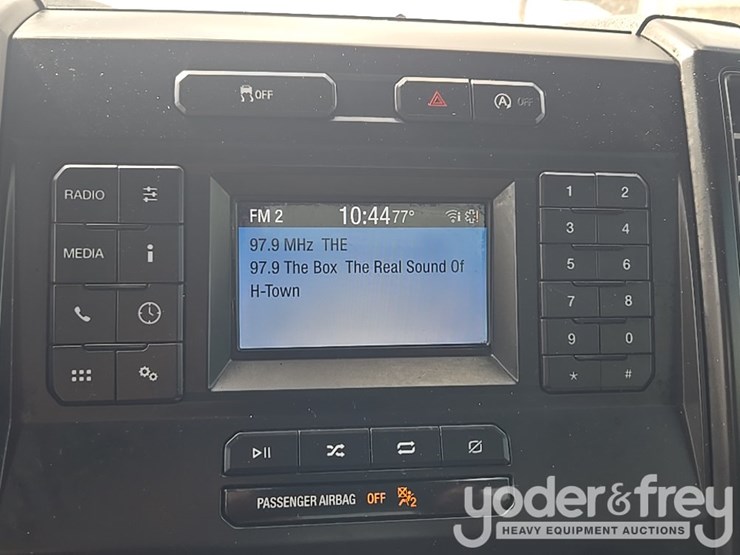 OFF
A OFF
RADIO
MEDIA
FM 2 10:44 77°
97.9 MHz THE
97.9 The Box The Real Sound Of
H-Town
1 2
3 4
5 6
7 8
9 0
* #
PASSENGER AIRBAG OFF 2
yoder&frey
HEAVY EQUIPMENT AUCTIONS